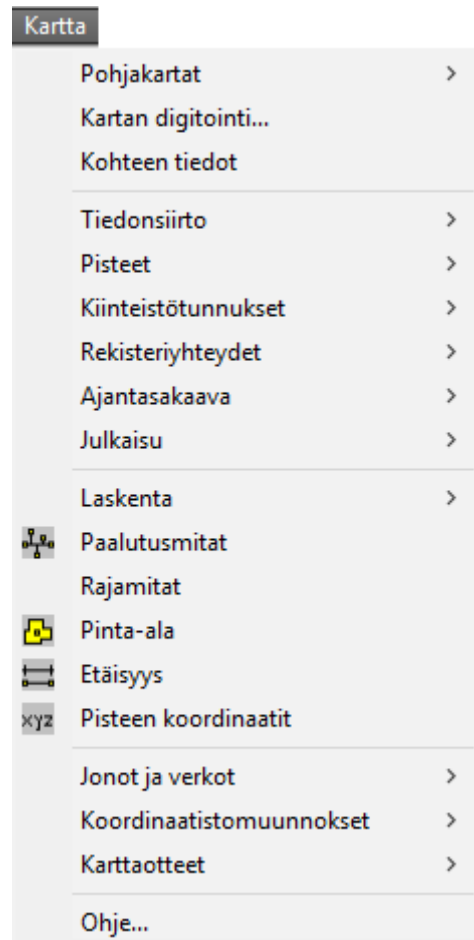 Kartta
Pohjakartat
Kartan digitointi...
Kohteen tiedot
Tiedonsiirto
Pisteet
Kiinteistötunnukset
Rekisteriyhteydet
Ajantasakaava
Julkaisu
Laskenta
Paalutusmitat
Rajamitat
Pinta-ala
Etäisyys
xyz Pisteen koordinaatit
Jonot ja verkot
Koordinaatistomuunnokset
Karttaotteet
Ohje...